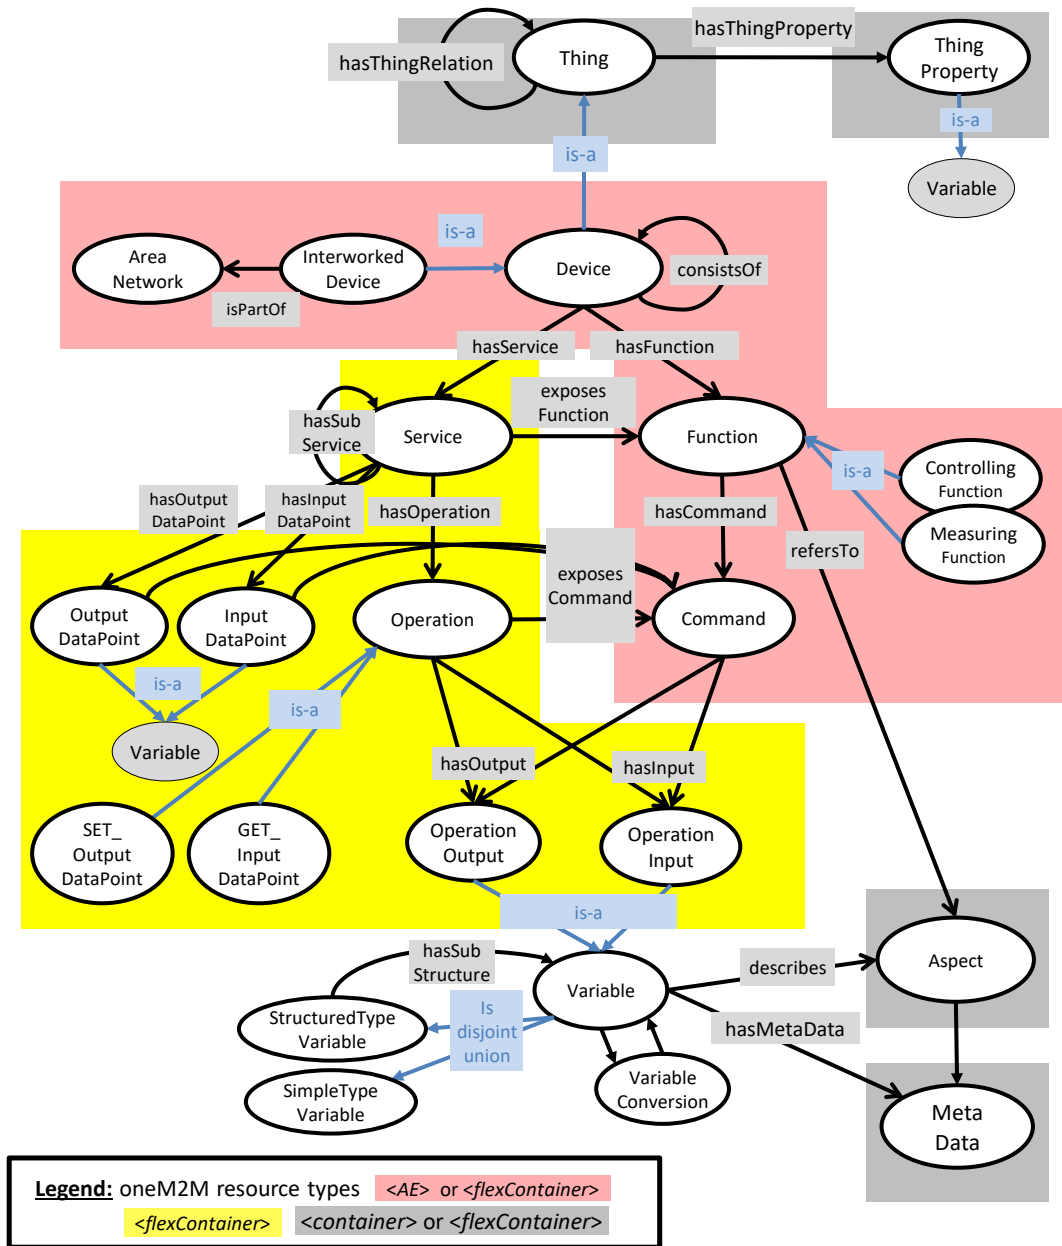 hasThingProperty
hasThingRelation
Thing
Thing
Property
is-a
is-a
Variable
Area
Network
Interworked
Device
is-a
Device
consistsOf
isPartOf
hasService
hasFunction
hasSub
Service
Service
exposes
Function
Function
is-a
Controlling
Function
Measuring
Function
hasOutput
DataPoint
hasInput
DataPoint
hasOperation
hasCommand
refersTo
Output
DataPoint
Input
DataPoint
Operation
exposes
Command
Command
is-a
is-a
Variable
hasOutput
hasInput
SET_
Output
DataPoint
GET_
Input
DataPoint
Operation
Output
Operation
Input
is-a
hasSub
Structure
Variable
describes
Aspect
StructuredType
Variable
Is
disjoint
union
hasMetaData
SimpleType
Variable
Variable
Conversion
Meta
Data
Legend: oneM2M resource types <AE> or <flexContainer>
<flexContainer> <container> or <flexContainer>